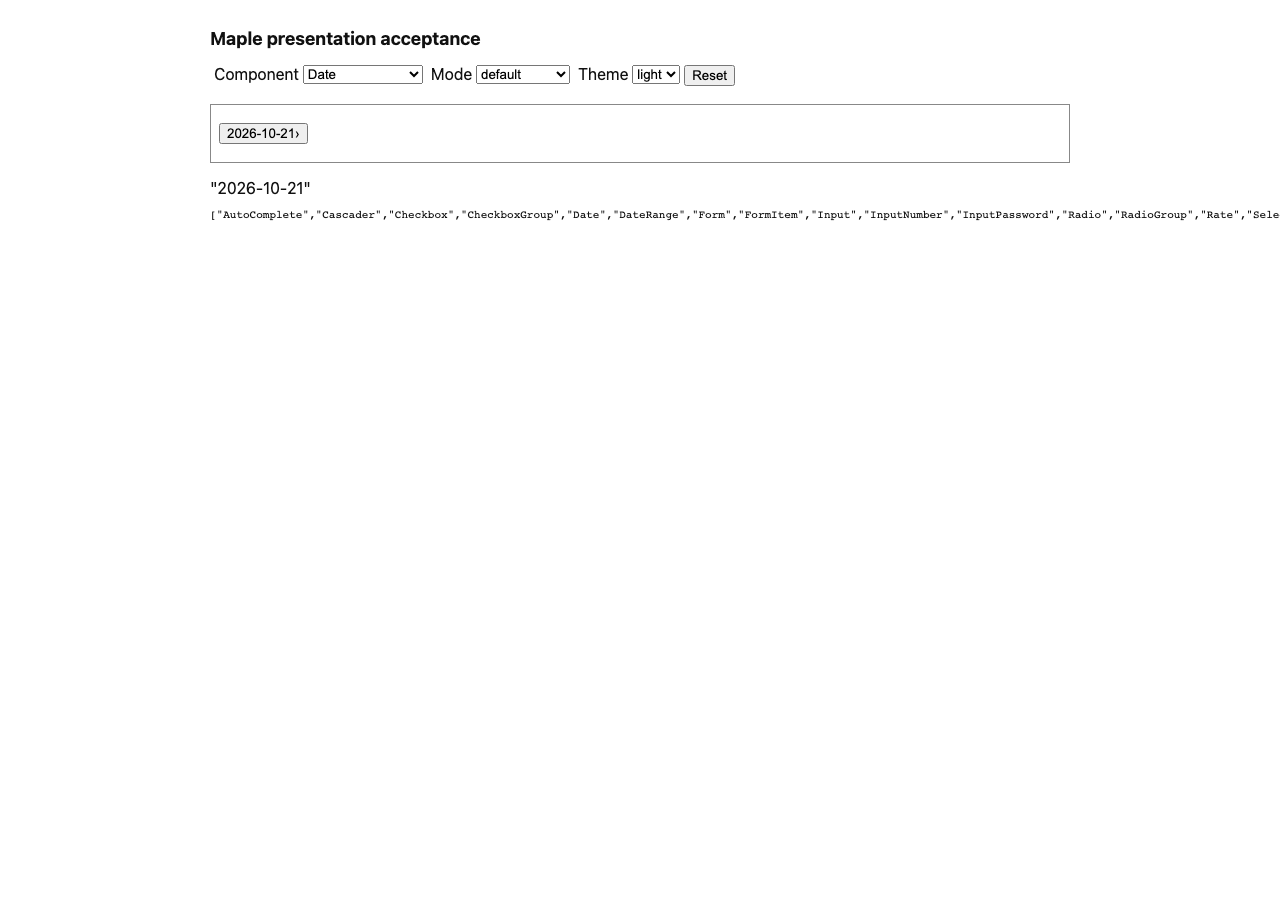 Maple presentation acceptance
Component Date Mode default Theme light Reset
2026-10-21›
"2026-10-21"
["AutoComplete","Cascader","Checkbox","CheckboxGroup","Date","DateRange","Form","FormItem","Input","InputNumber","InputPassword","Radio","RadioGroup","Rate","Sele